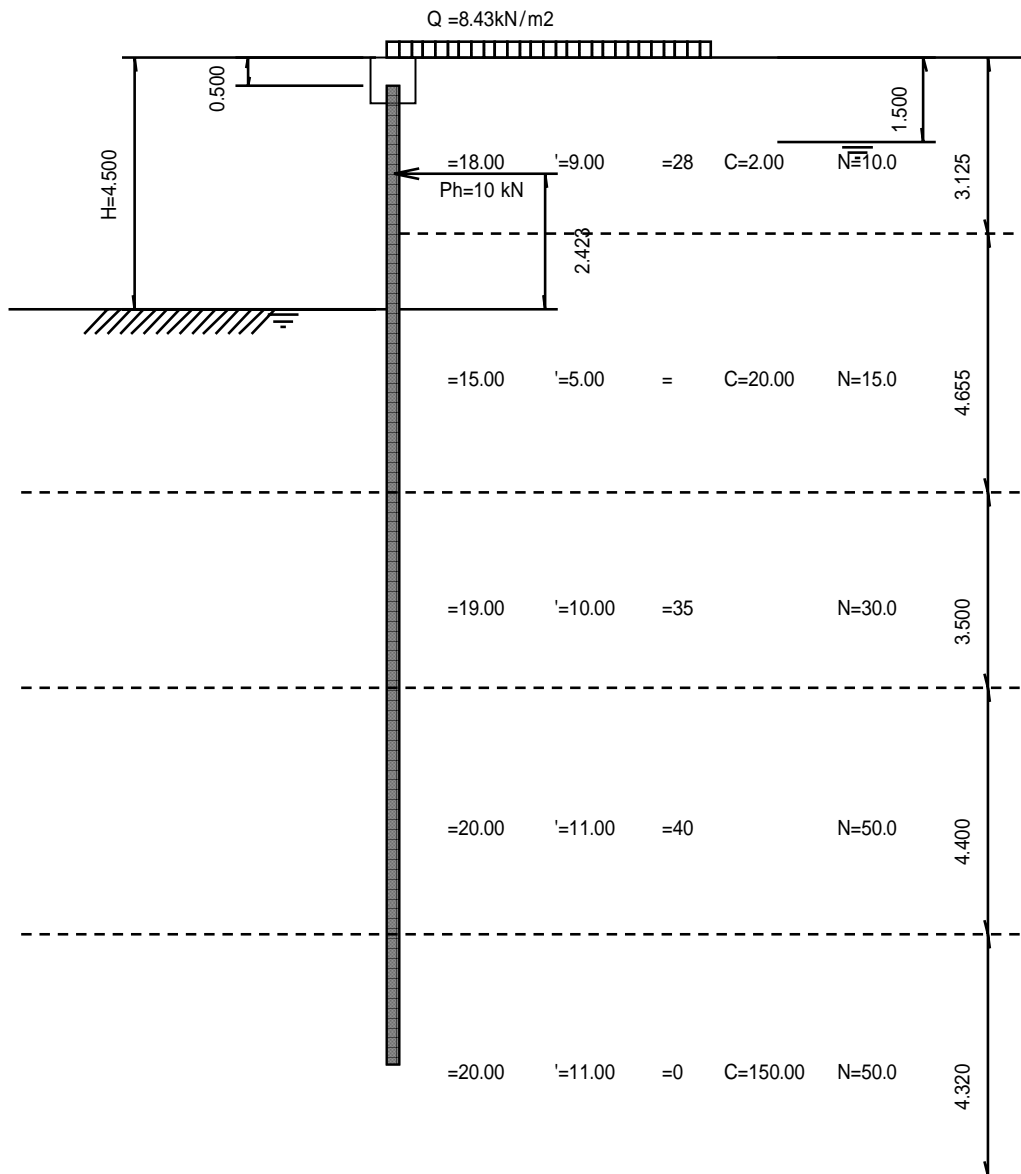 Q =8.43kN/m2
0.500
1.500
H=4.500
=18.00 '=9.00 =28 C=2.00 N=10.0
3.125
Ph=10 kN
2.423
=15.00 '=5.00 = C=20.00 N=15.0
4.655
=19.00 '=10.00 =35 N=30.0
3.500
=20.00 '=11.00 =40 N=50.0
4.400
=20.00 '=11.00 =0 C=150.00 N=50.0
4.320